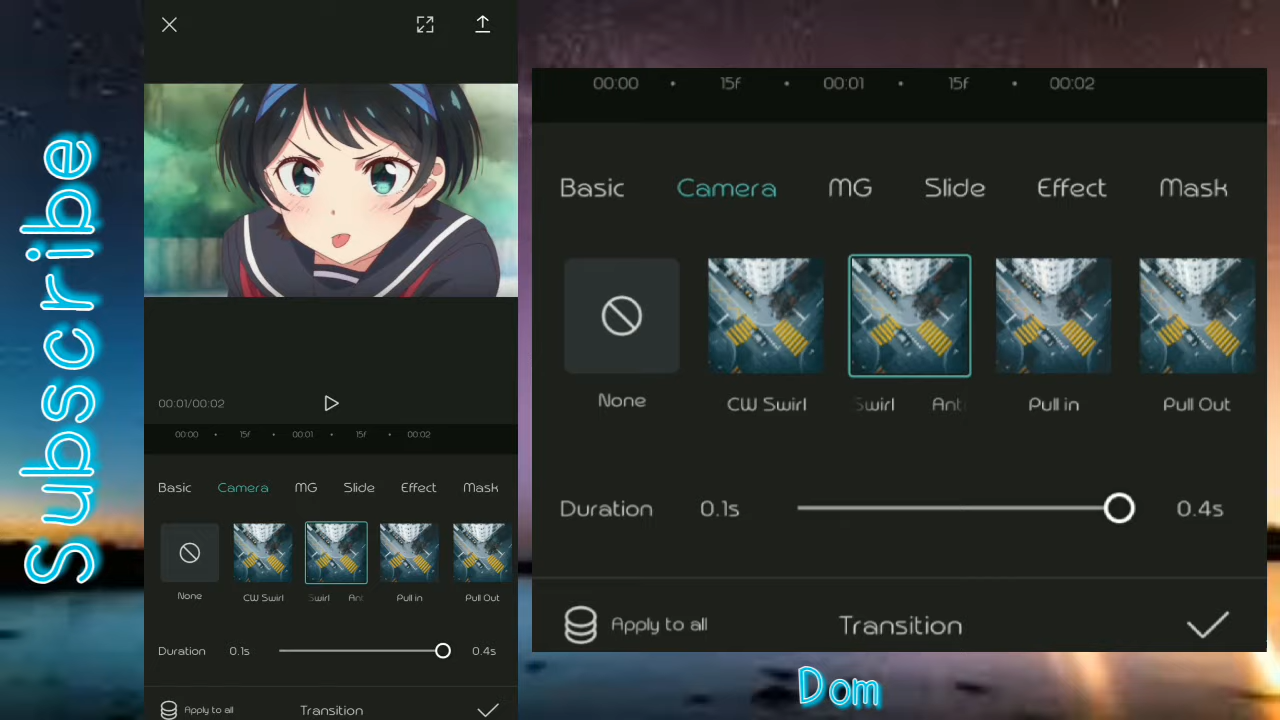 Subscribe
00:01/00:02
00:00 15f 00:01 15f 00:02
Basic Camera MG Slide Effect Mask
None CW Swirl Swirl Pull in Pull Out
Duration 0.1s 0.4s
Apply to all Transition
00:00 15f 00:01 15f 00:02
Basic Camera MG Slide Effect Mask
None CW Swirl Swirl Anti Pull in Pull Out
Duration 0.1s 0.4s
Apply to all Transition
Dom